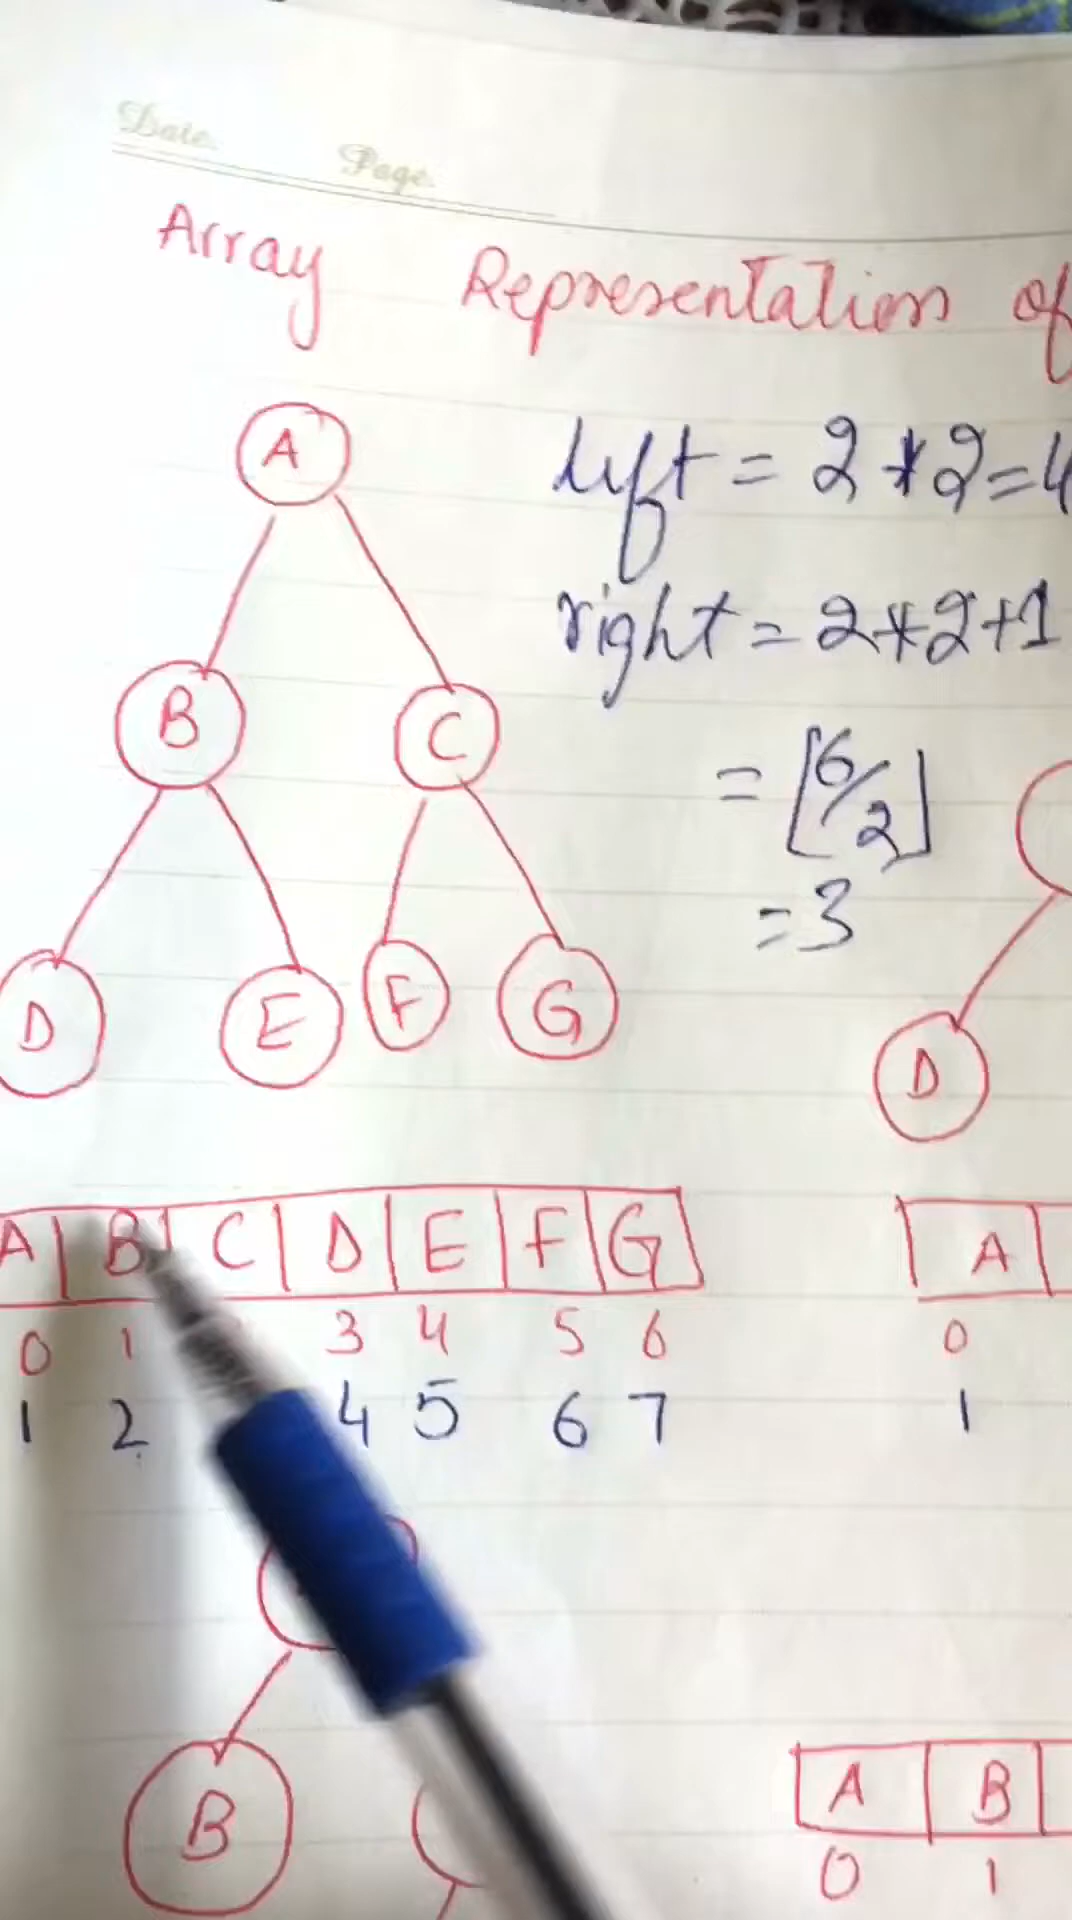 Date.
Page.
Array Representation of
A
left = 2*2=4
right = 2*2+1
B C
= ⌊6/2⌋
= 3
D E F G
D
A B C D E F G
0 1 3 4 5 6
1 2 4 5 6 7
A
0
1
B
A B
0 1